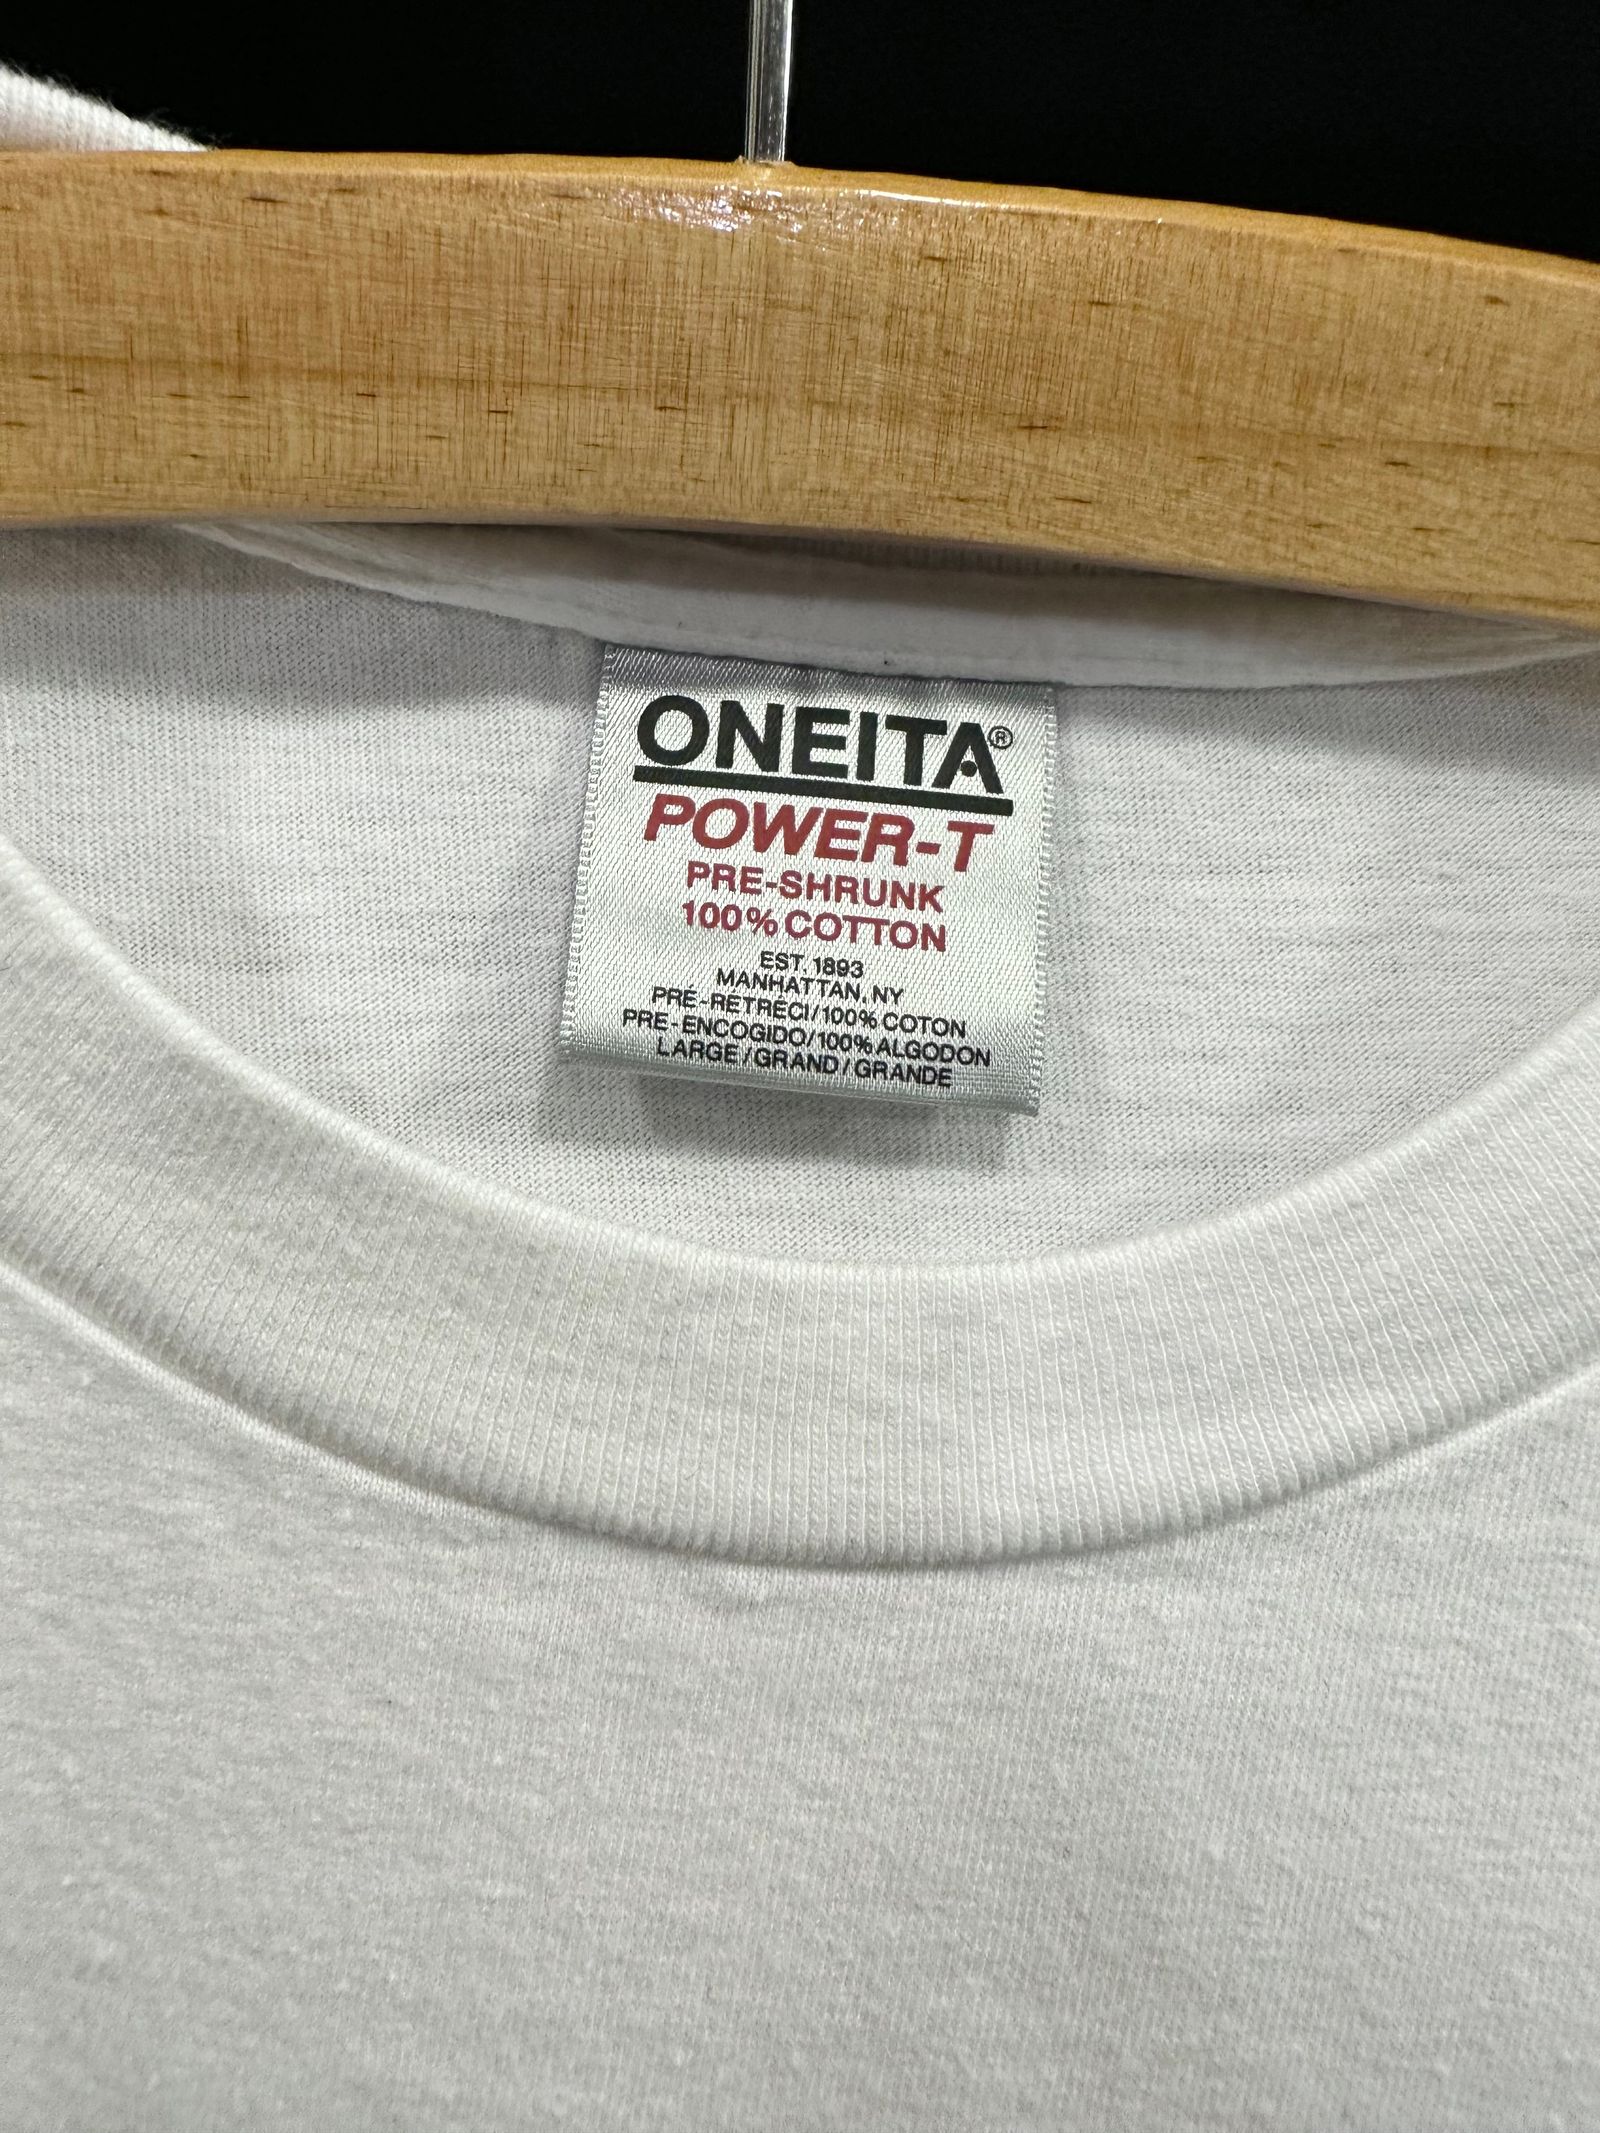 ONEITA®
POWER-T
PRE-SHRUNK
100% COTTON
EST. 1893
MANHATTAN, NY
PRÉ-RETRÉCI/100% COTON
PRE-ENCOGIDO/100% ALGODON
LARGE/GRAND/GRANDE